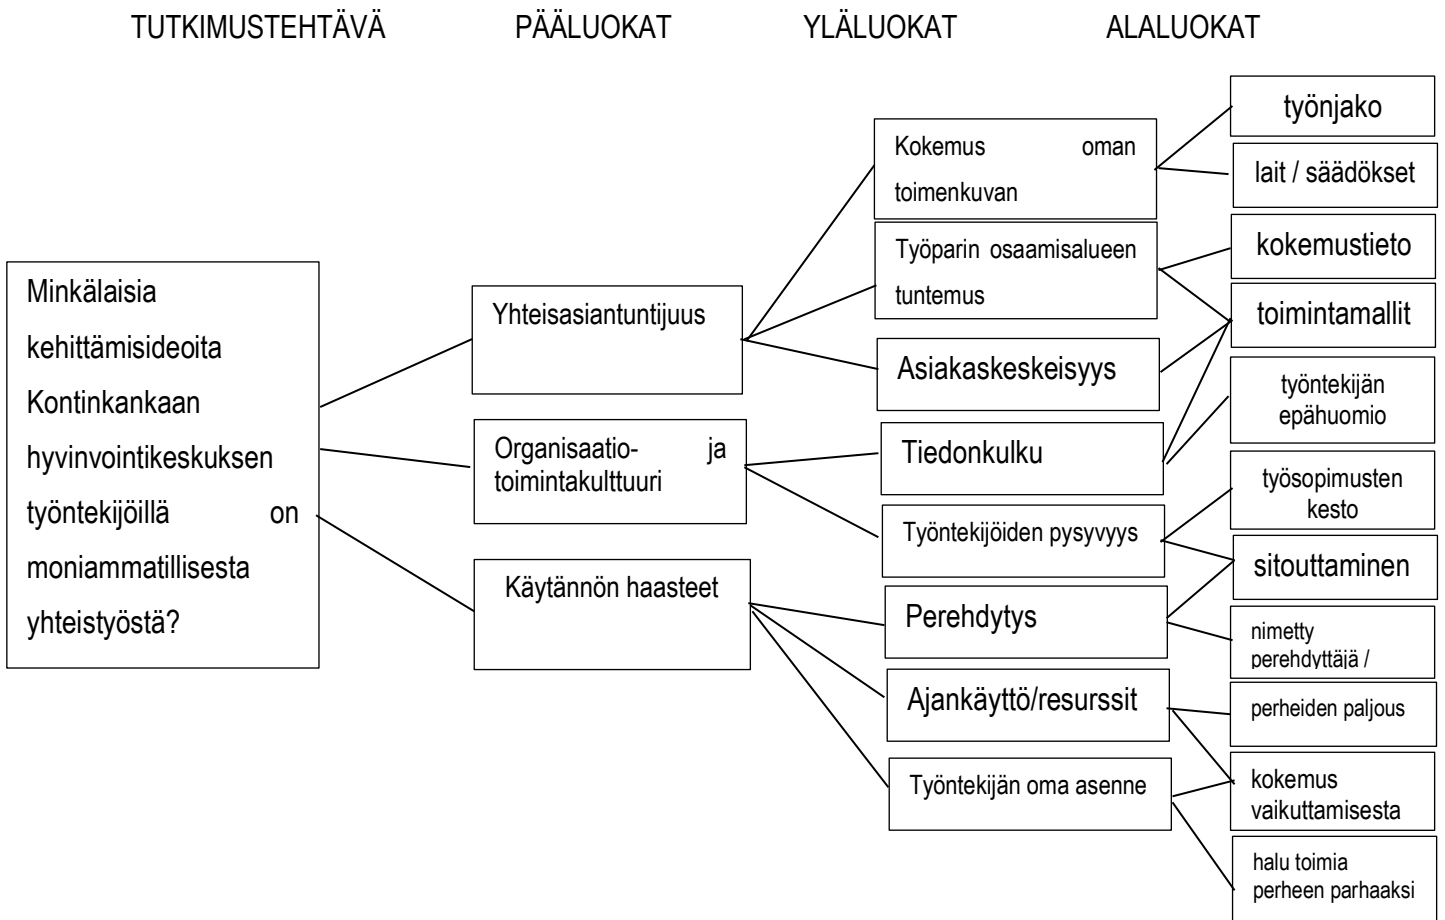 TUTKIMUSTEHTÄVÄ PÄÄLUOKAT YLÄLUOKAT ALALUOKAT
Minkälaisia
kehittämisideoita
Kontinkankaan
hyvinvointikeskuksen
työntekijöillä on
moniammatillisesta
yhteistyöstä?
Yhteisasiantuntijuus
Organisaatio- ja
toimintakulttuuri
Käytännön haasteet
Kokemus oman
toimenkuvan
Työparin osaamisalueen
tuntemus
Asiakaskeskeisyys
Tiedonkulku
Työntekijöiden pysyvyys
Perehdytys
Ajankäyttö/resurssit
Työntekijän oma asenne
työnjako
lait / säädökset
kokemustieto
toimintamallit
työntekijän
epähuomio
työsopimusten
kesto
sitouttaminen
nimetty
perehdyttäjä /
perheiden paljous
kokemus
vaikuttamisesta
halu toimia
perheen parhaaksi